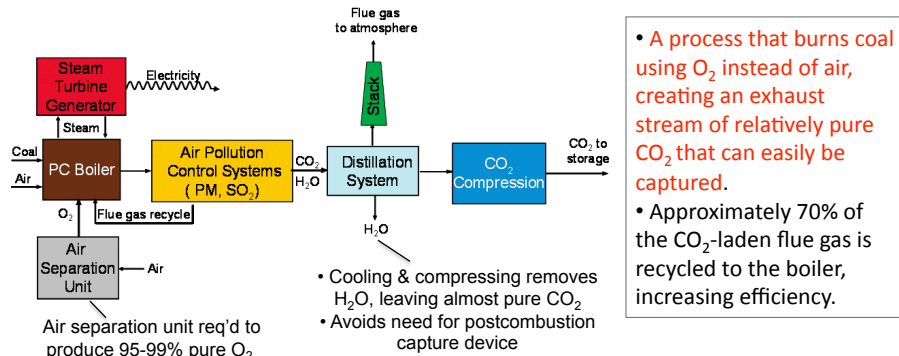 Flue gas
to atmosphere
Stack
Steam
Turbine
Generator
Electricity
Steam
Coal
Air
PC Boiler
Air Pollution
Control Systems
( PM, SO₂)
CO₂
H₂O
Distillation
System
CO₂
Compression
CO₂ to
storage
O₂
Flue gas recycle
H₂O
Air
Separation
Unit
Air
Air separation unit req'd to
produce 95-99% pure O₂
• Cooling & compressing removes
H₂O, leaving almost pure CO₂
• Avoids need for postcombustion
capture device
• A process that burns coal
using O₂ instead of air,
creating an exhaust
stream of relatively pure
CO₂ that can easily be
captured.
• Approximately 70% of
the CO₂-laden flue gas is
recycled to the boiler,
increasing efficiency.